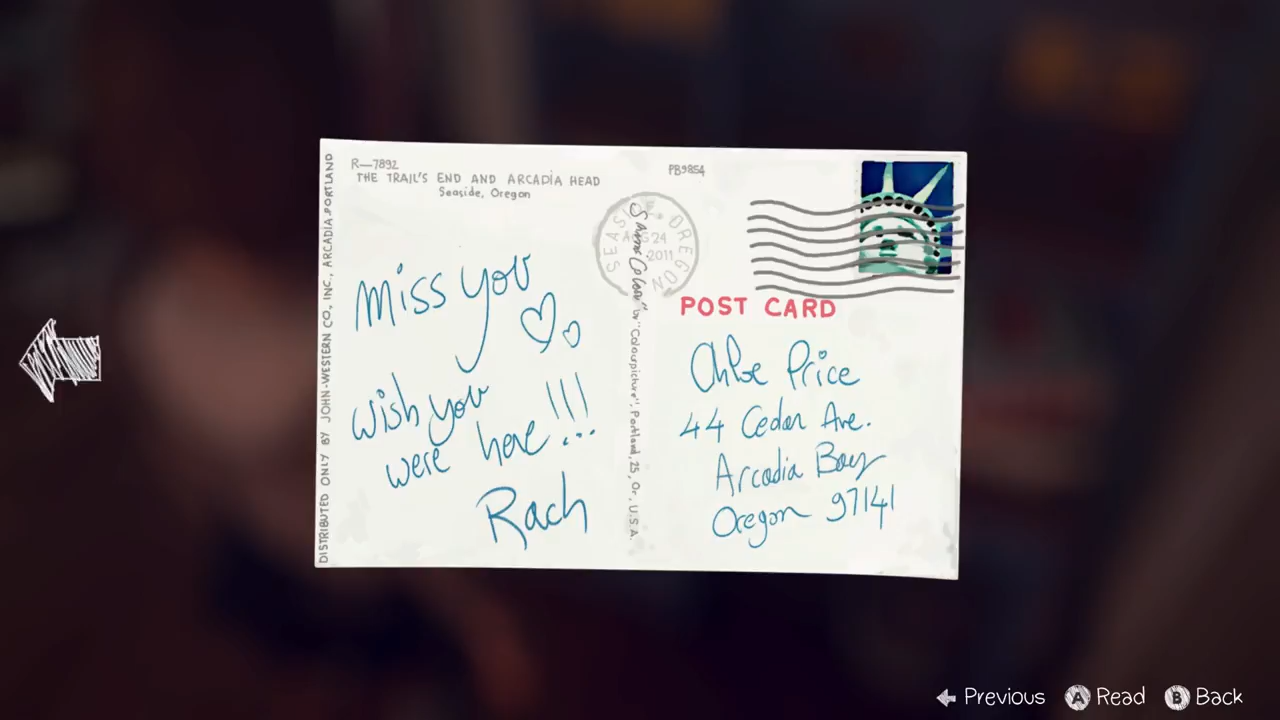 R—7892
THE TRAIL'S END AND ARCADIA HEAD
Seaside, Oregon
PB9854
DISTRIBUTED ONLY BY JOHN-WESTERN CO., INC., ARCADIA, PORTLAND
SEASIDE, OREGON
AUG 24
2011
"Colourpicture", Portland, 25, Or., U.S.A.
POST CARD
Miss you
Wish you
were here!!!
Rach
Chloe Price
44 Cedar Ave.
Arcadia Bay
Oregon 97141
Previous
A Read
B Back